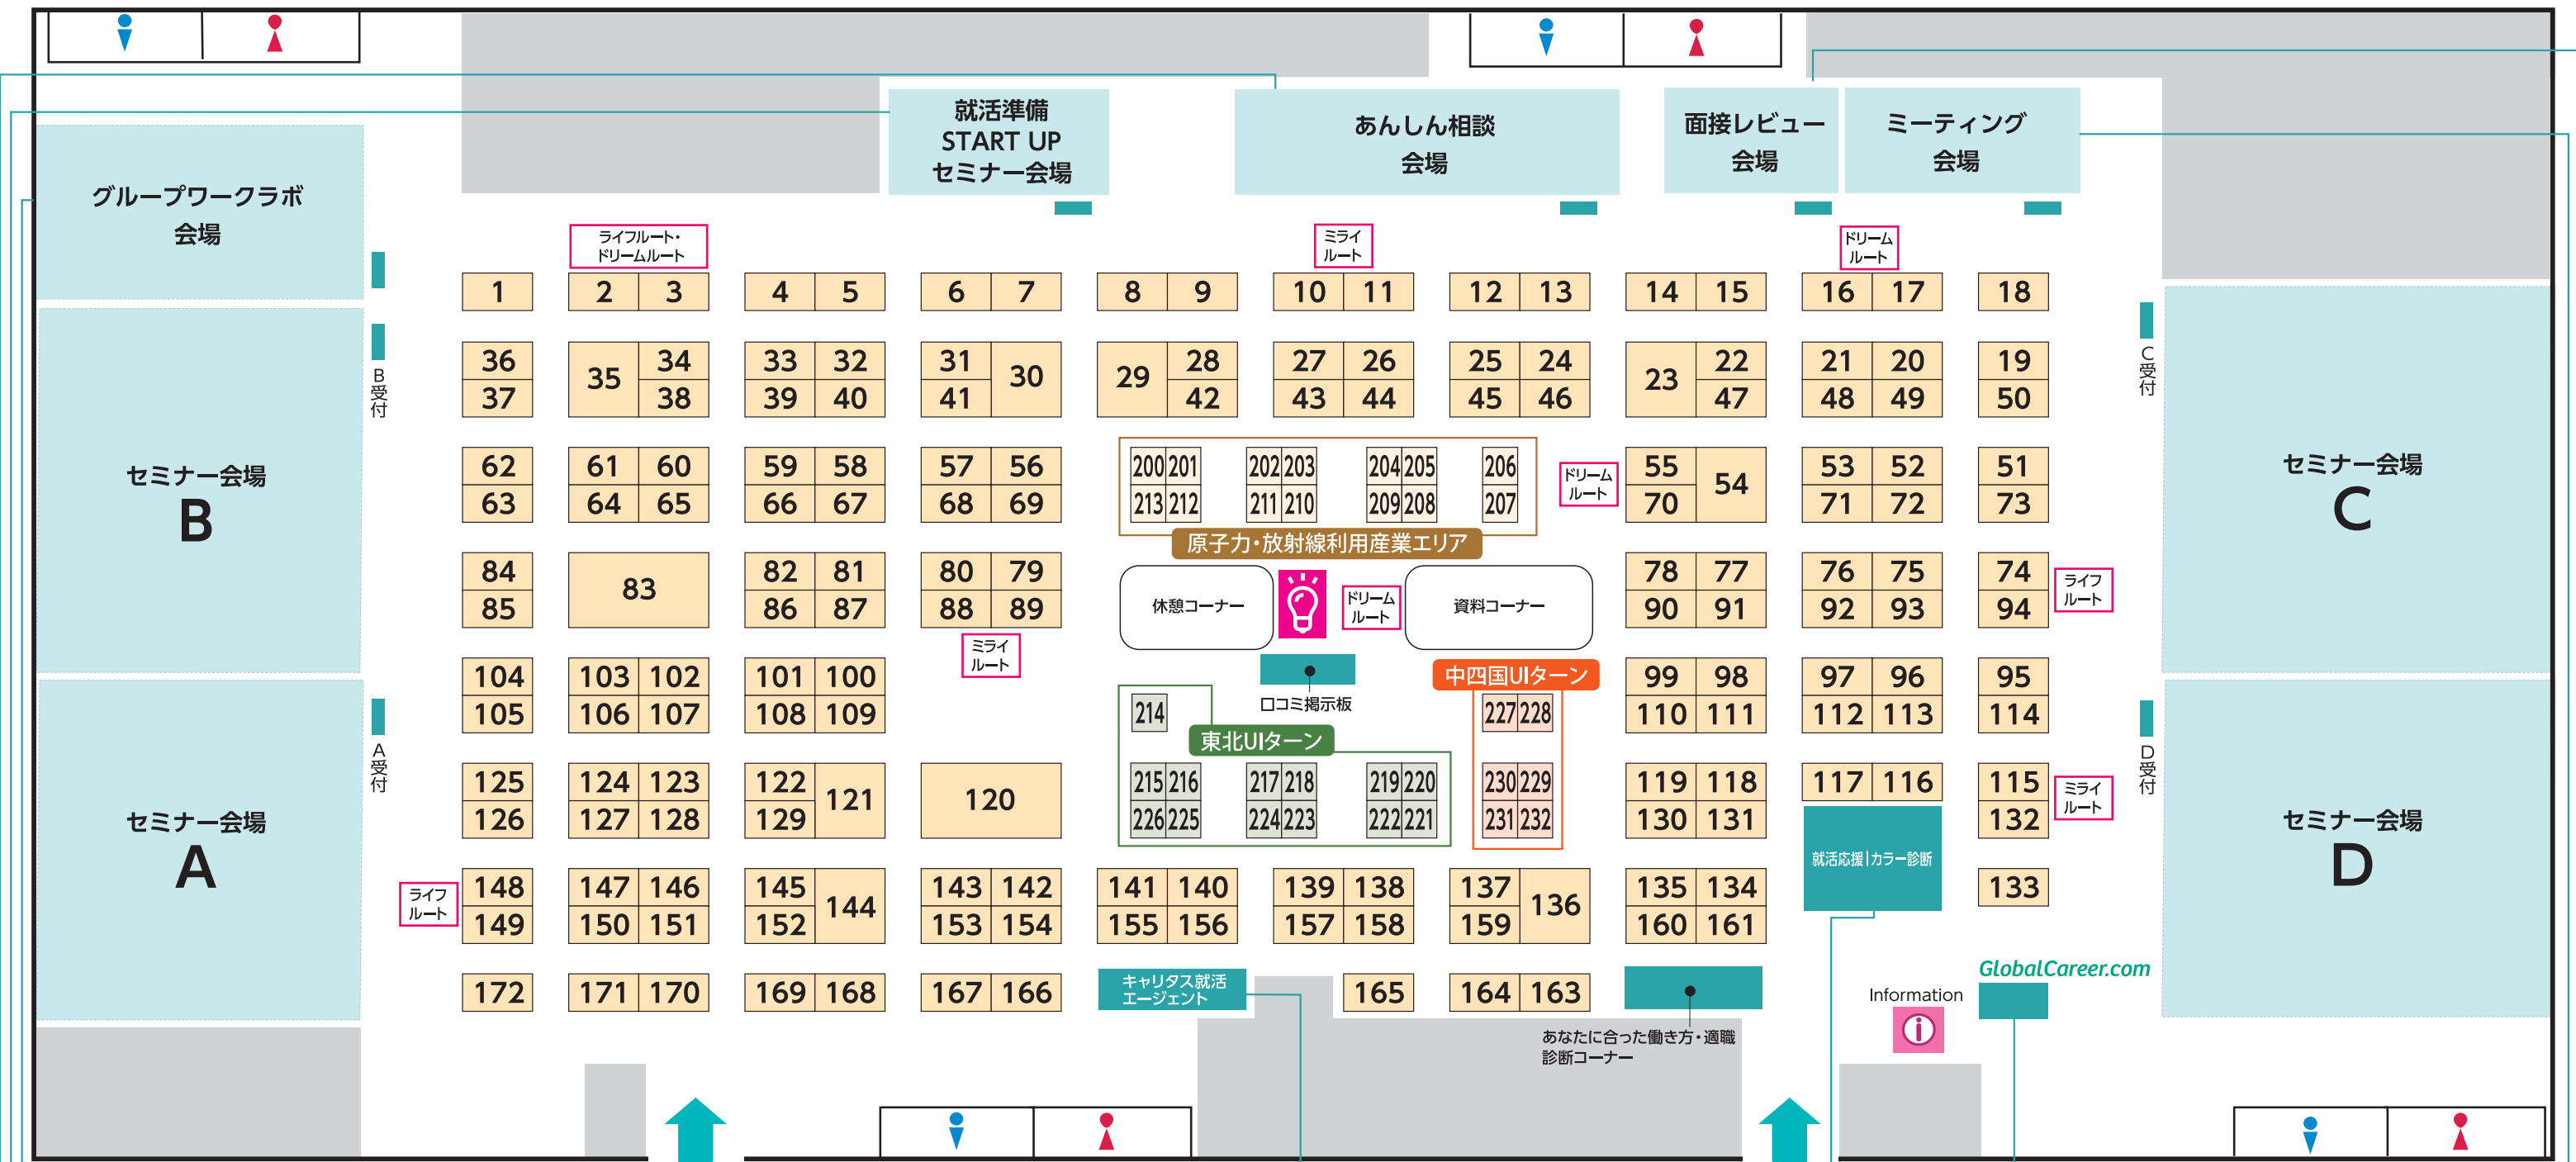 就活準備
START UP
セミナー会場
あんしん相談
会場
面接レビュー
会場
ミーティング
会場
グループワークラボ
会場
ライフルート・
ドリームルート
ミライ
ルート
ドリーム
ルート
1 2 3 4 5 6 7 8 9 10 11 12 13 14 15 16 17 18
36 35 34 33 32 31 30 29 28 27 26 25 24 23 22 21 20 19
37 38 39 40 41 42 43 44 45 46 47 48 49 50
B受付
C受付
セミナー会場
B
62 61 60 59 58 57 56 200 201 202 203 204 205 206 55 54 53 52 51
63 64 65 66 67 68 69 213 212 211 210 209 208 207 70 71 72 73
ドリーム
ルート
セミナー会場
C
原子力・放射線利用産業エリア
84 83 82 81 80 79 78 77 76 75 74
85 86 87 88 89 90 91 92 93 94
休憩コーナー
ドリーム
ルート
資料コーナー
ライフ
ルート
ミライ
ルート
104 103 102 101 100 99 98 97 96 95
105 106 107 108 109 110 111 112 113 114
口コミ掲示板
中四国UIターン
214 227 228
東北UIターン
A受付
D受付
125 124 123 122 121 120 215 216 217 218 219 220 230 229 119 118 117 116 115
126 127 128 129 226 225 224 223 222 221 231 232 130 131 132
ミライ
ルート
セミナー会場
A
就活応援|カラー診断
セミナー会場
D
ライフ
ルート
148 147 146 145 144 143 142 141 140 139 138 137 136 135 134 133
149 150 151 152 153 154 155 156 157 158 159 160 161
172 171 170 169 168 167 166
キャリタス就活
エージェント
165 164 163
GlobalCareer.com
Information
i
あなたに合った働き方・適職
診断コーナー